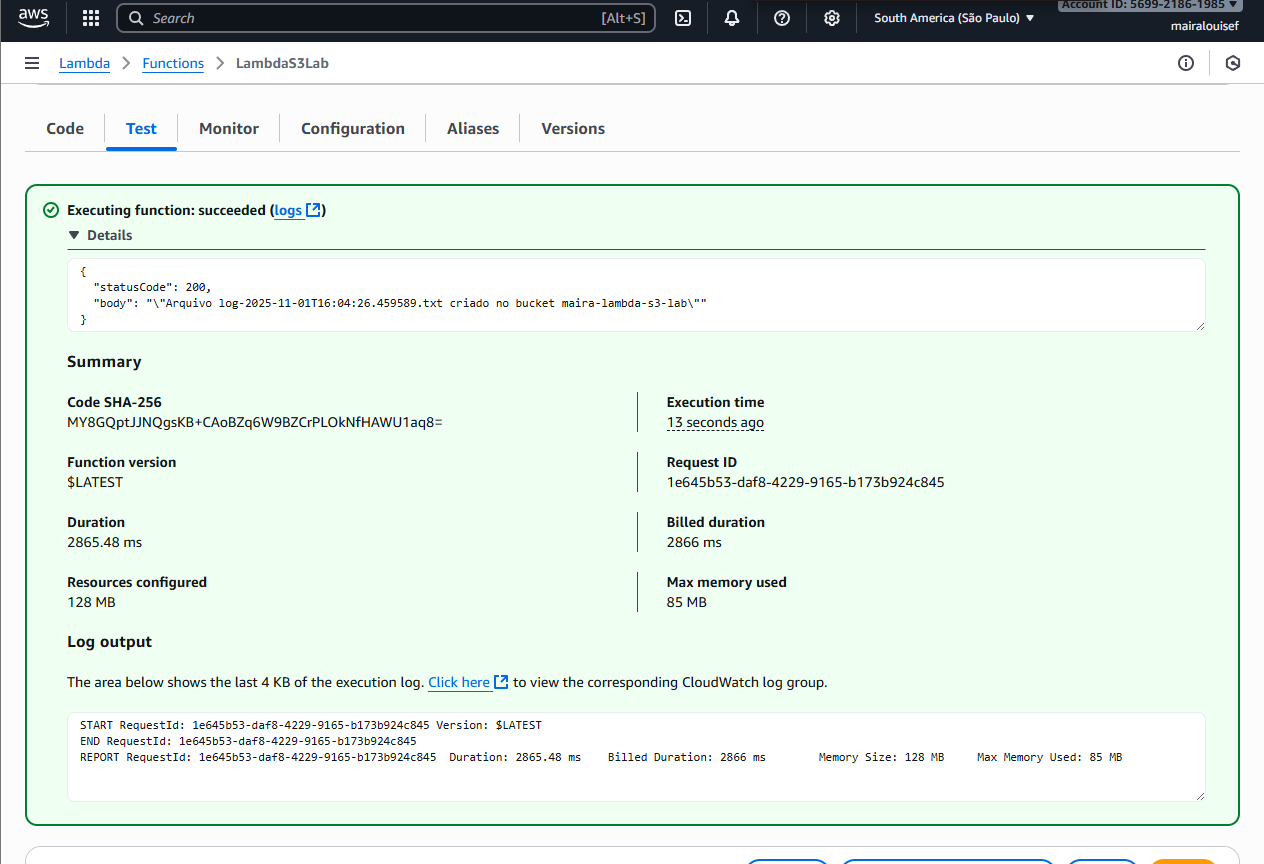 aws
Search [Alt+S]
South America (São Paulo) ▼
Account ID: 5699-2186-1985 ▼
mairalouisef
Lambda > Functions > LambdaS3Lab
Code Test Monitor Configuration Aliases Versions
Executing function: succeeded (logs)
▼ Details
{
"statusCode": 200,
"body": "\"Arquivo log-2025-11-01T16:04:26.459589.txt criado no bucket maira-lambda-s3-lab\""
}
Summary
Code SHA-256
MY8GQptJJNQgsKB+CAoBZq6W9BZCrPLOkNfHAWU1aq8=
Execution time
13 seconds ago
Function version
$LATEST
Request ID
1e645b53-daf8-4229-9165-b173b924c845
Duration
2865.48 ms
Billed duration
2866 ms
Resources configured
128 MB
Max memory used
85 MB
Log output
The area below shows the last 4 KB of the execution log. Click here to view the corresponding CloudWatch log group.
START RequestId: 1e645b53-daf8-4229-9165-b173b924c845 Version: $LATEST
END RequestId: 1e645b53-daf8-4229-9165-b173b924c845
REPORT RequestId: 1e645b53-daf8-4229-9165-b173b924c845 Duration: 2865.48 ms Billed Duration: 2866 ms Memory Size: 128 MB Max Memory Used: 85 MB